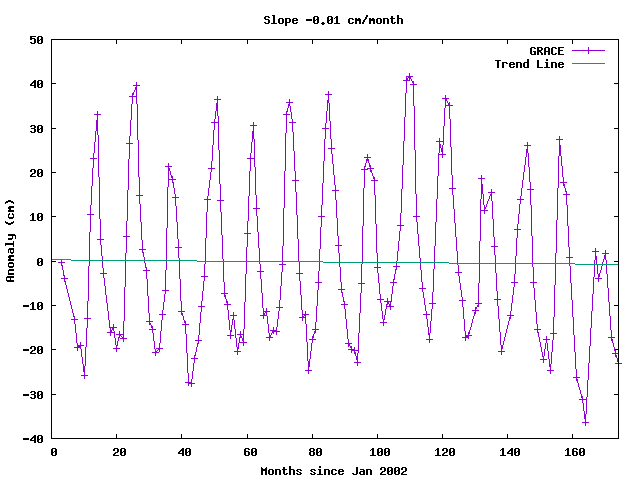 Slope -0.01 cm/month
GRACE
Trend Line
50
40
30
20
10
0
-10
-20
-30
-40
Anomaly (cm)
0 20 40 60 80 100 120 140 160
Months since Jan 2002